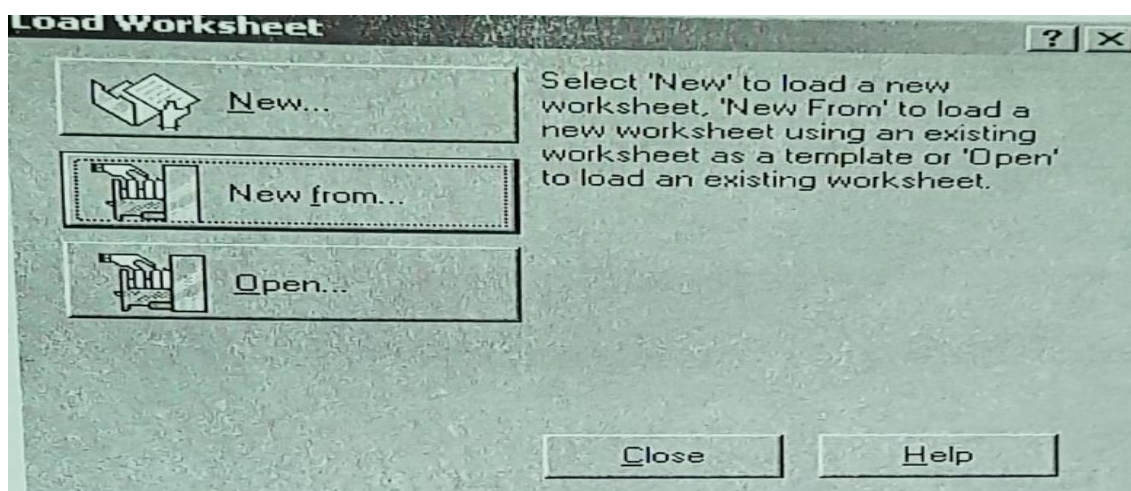 Load Worksheet
? ×
New...
New from...
Open...
Select 'New' to load a new
worksheet, 'New From' to load a
new worksheet using an existing
worksheet as a template or 'Open'
to load an existing worksheet.
Close
Help